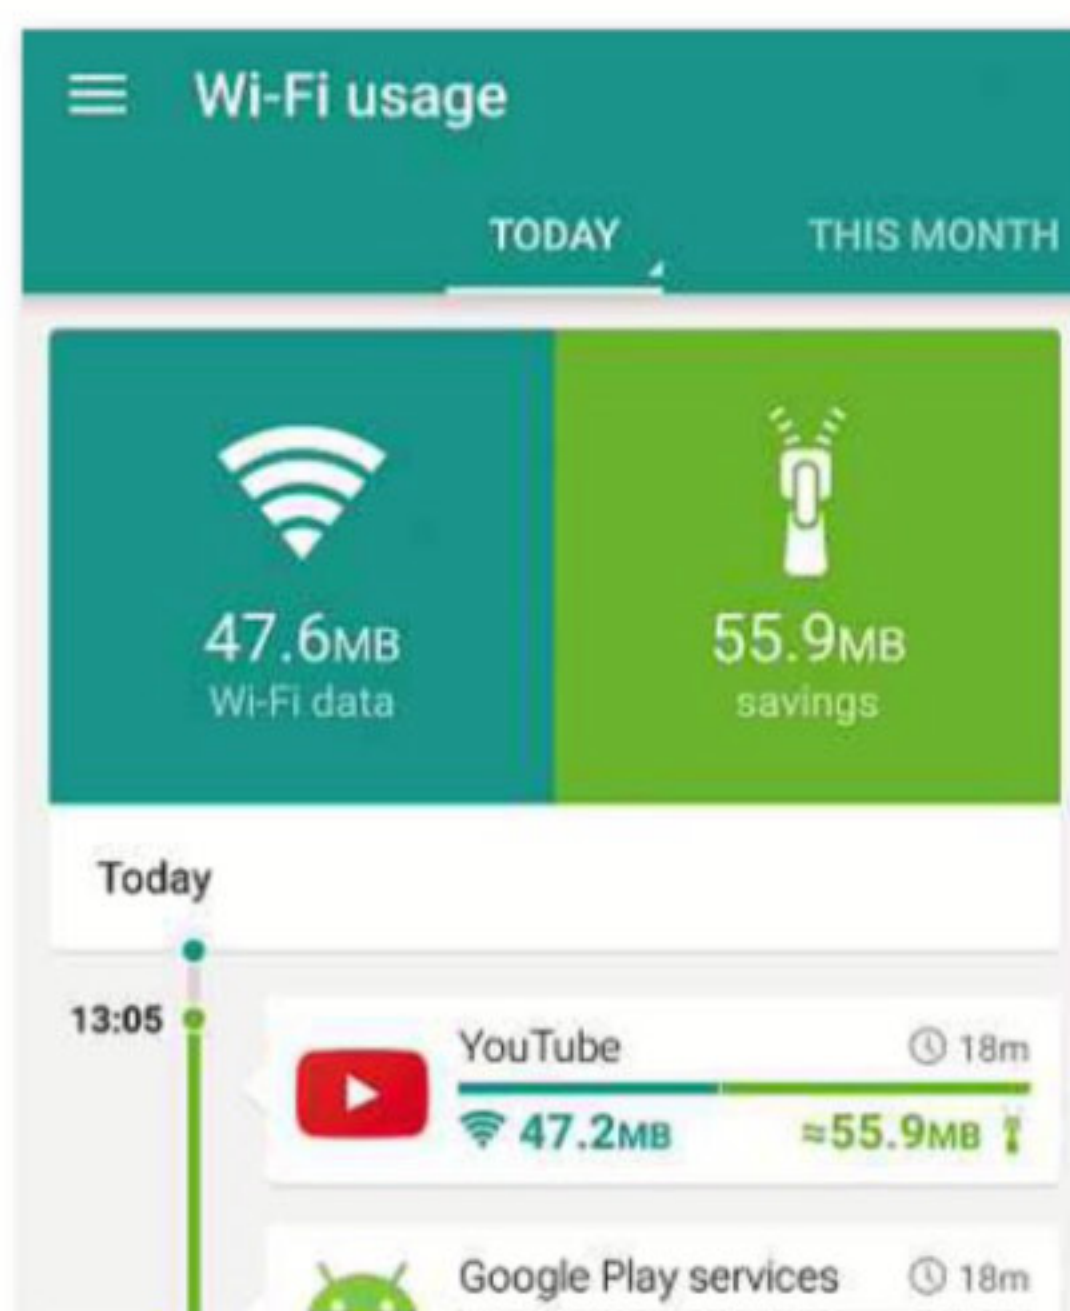 Wi-Fi usage
TODAY THIS MONTH
47.6MB
Wi-Fi data
55.9MB
savings
Today
13:05
YouTube 18m
47.2MB ≈55.9MB
Google Play services 18m